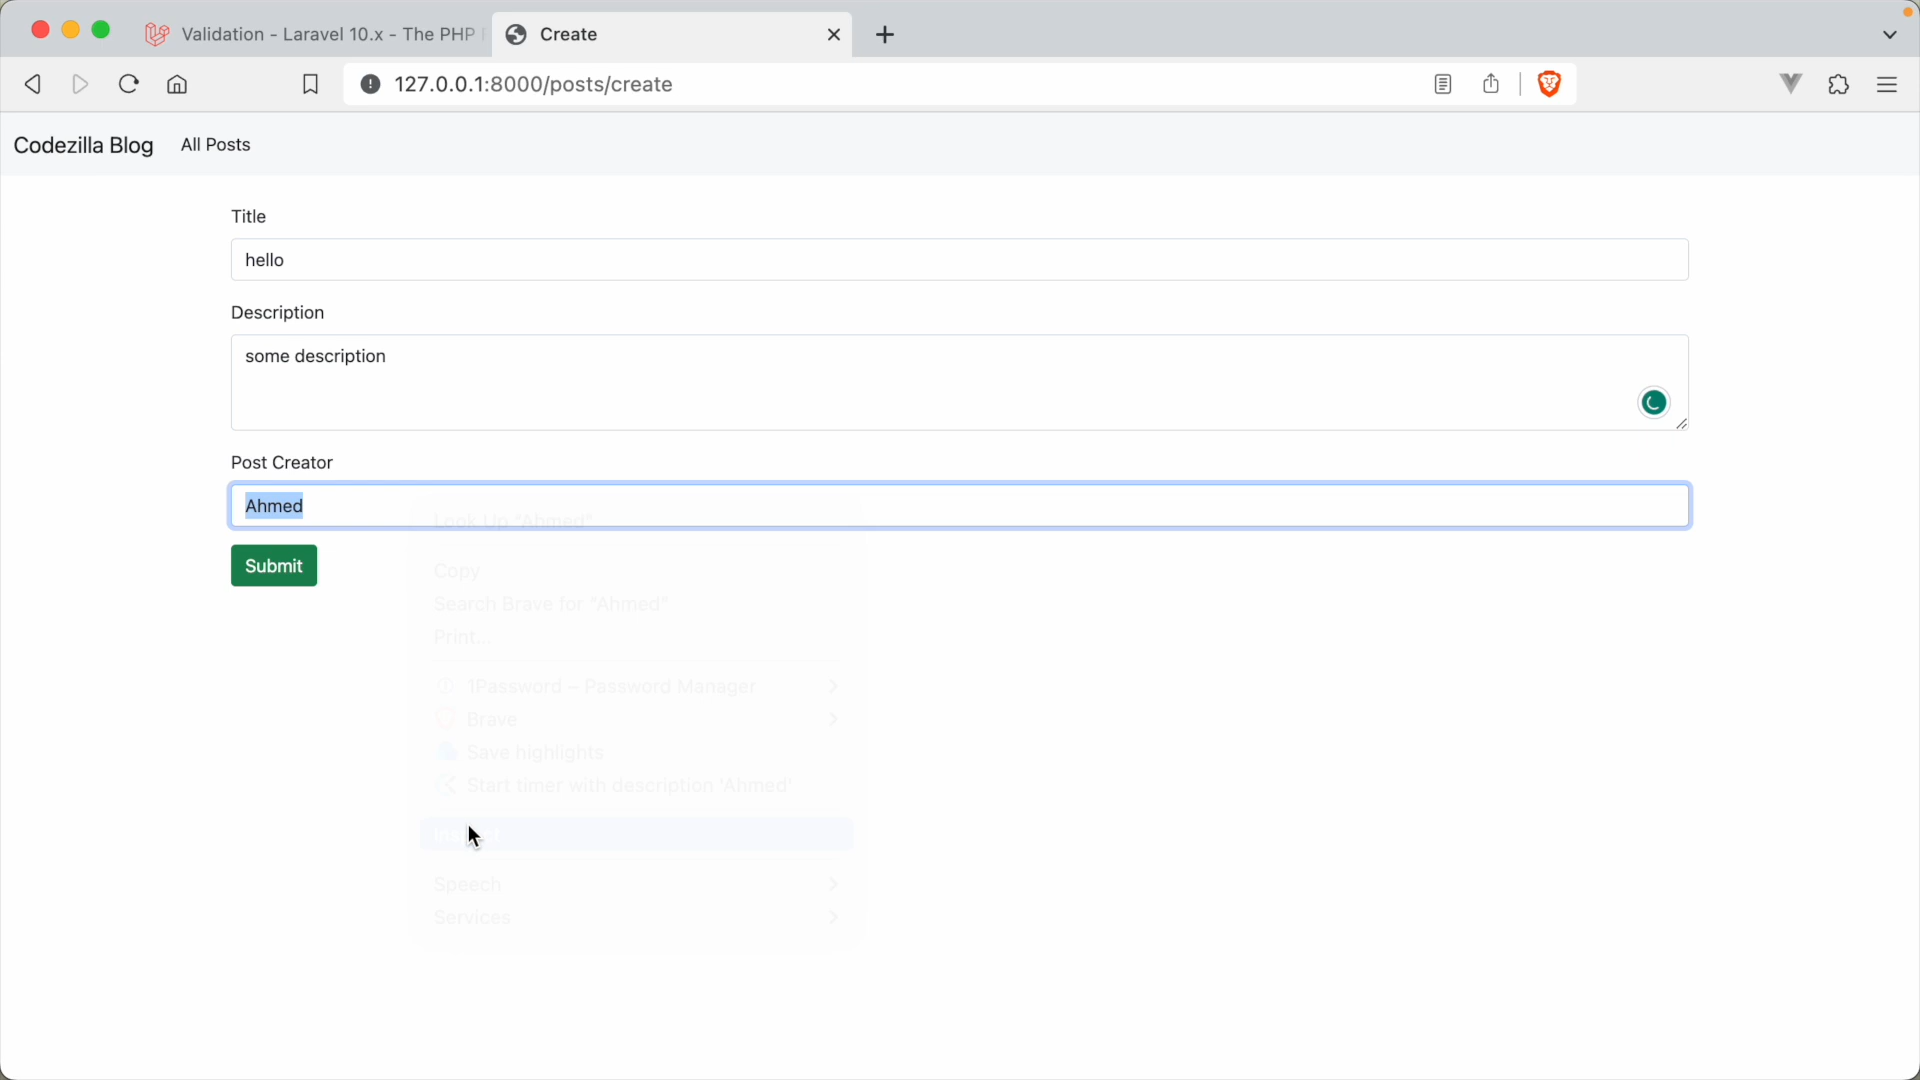 Validation - Laravel 10.x - The PHP
Create
127.0.0.1:8000/posts/create
Codezilla Blog
All Posts
Title
hello
Description
some description
Post Creator
Ahmed
Look Up "Ahmed"
Submit
Copy
Search Brave for "Ahmed"
Print...
1Password – Password Manager
Brave
Save highlights
Start timer with description 'Ahmed'
Speech
Services